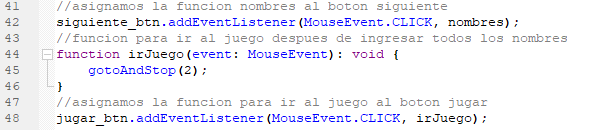 41 //asignamos la funcion nombres al boton siguiente
42 siguiente_btn.addEventListener(MouseEvent.CLICK, nombres);
43 //funcion para ir al juego despues de ingresar todos los nombres
44 function irJuego(event: MouseEvent): void {
45 gotoAndStop(2);
46 }
47 //asignamos la funcion para ir al juego al boton jugar
48 jugar_btn.addEventListener(MouseEvent.CLICK, irJuego);